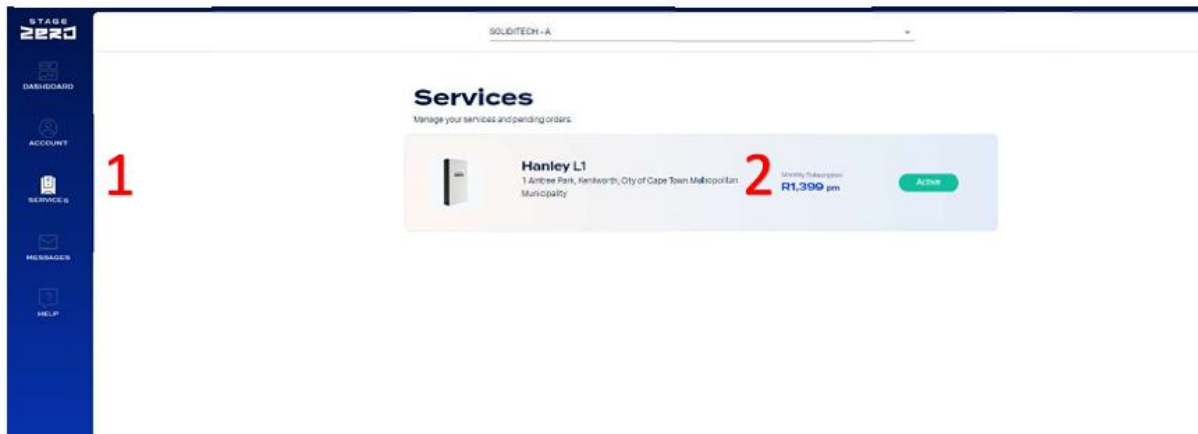 STAGE
ZERO
SOLIDITECH - A
DASHBOARD
ACCOUNT
SERVICES
MESSAGES
HELP
1
Services
Manage your services and pending orders.
Hanley L1
1 Aintree Park, Kenilworth, City of Cape Town Metropolitan
Municipality
2
Monthly Subscription
R1,399 pm
Active